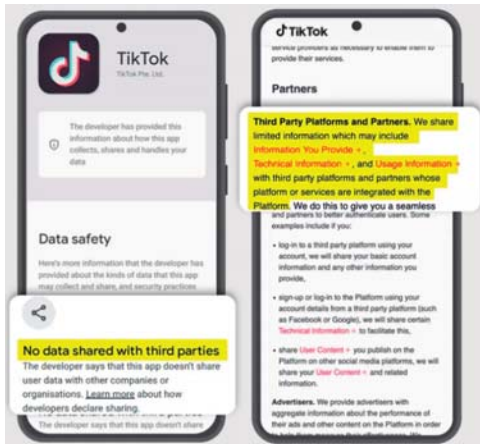 TikTok
TikTok Pte. Ltd.
The developer has provided this
information about how this app
collects, shares and handles your
data
Data safety
Here's more information that the developer has
provided about the kinds of data that this app
may collect and share, and security practices
No data shared with third parties
The developer says that this app doesn't share
user data with other companies or
organisations. Learn more about how
developers declare sharing.
The developer says that this app doesn't share
TikTok
service providers as necessary to enable them to
provide their services.
Partners
Third Party Platforms and Partners. We share
limited information which may include
Information You Provide +,
Technical Information +, and Usage Information +
with third party platforms and partners whose
platform or services are integrated with the
Platform. We do this to give you a seamless
and partners to better authenticate users. Some
examples include if you:
• log-in to a third party platform using your
account, we will share your basic account
information and any other information you
provide,
• sign-up or log-in to the Platform using your
account details from a third party platform (such
as Facebook or Google), we will share certain
Technical Information + to facilitate this,
• share User Content + you publish on the
Platform on other social media platforms, we will
share your User Content + and related
information.
Advertisers. We provide advertisers with
aggregate information about the performance of
their ads and other content on the Platform in order